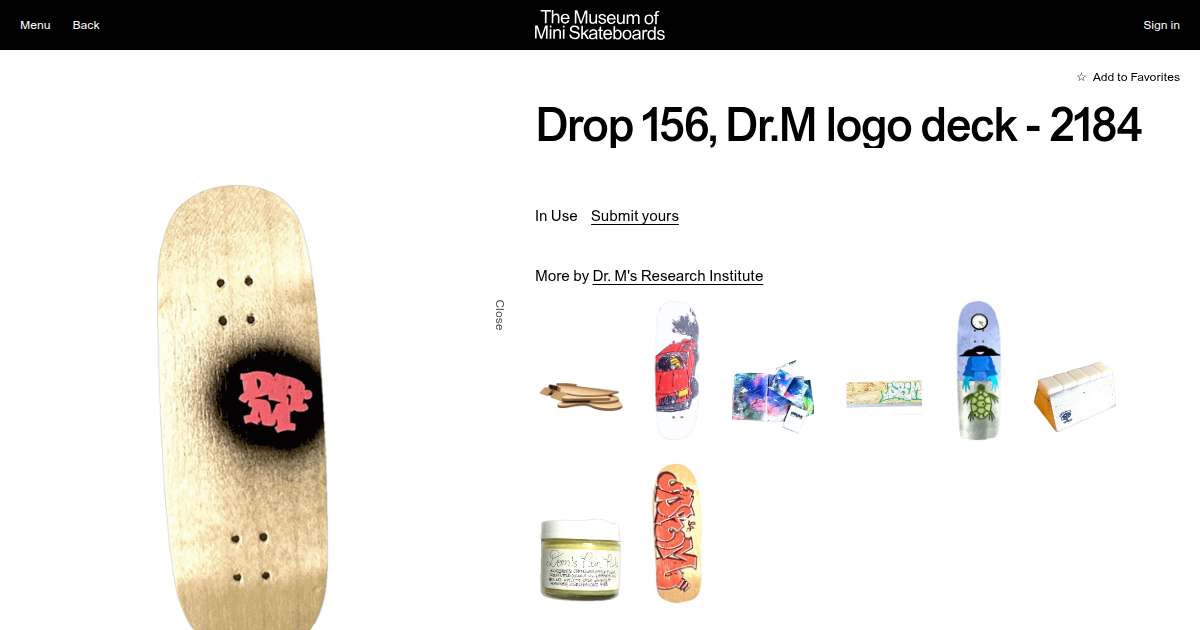 Menu Back
The Museum of
Mini Skateboards
Sign in
☆ Add to Favorites
Drop 156, Dr.M logo deck - 2184
In Use Submit yours
More by Dr. M's Research Institute
Close
DR
M